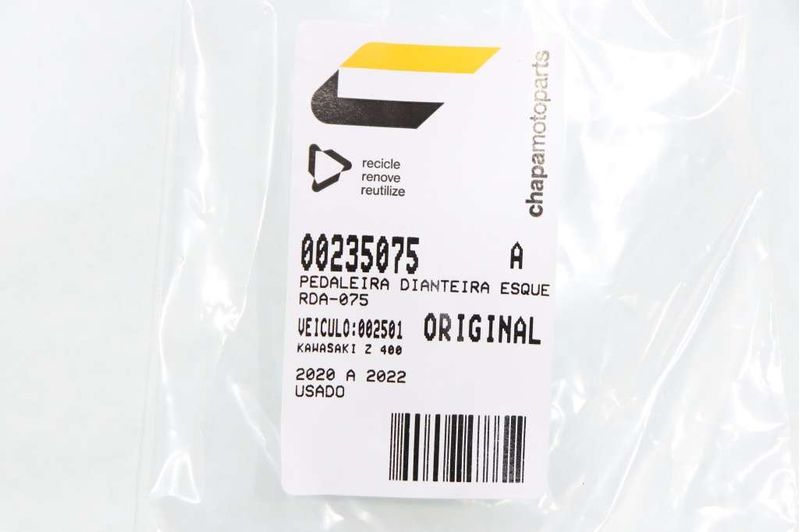 chapamotoparts
recicle
renove
reutilize
00235075 A
PEDALEIRA DIANTEIRA ESQUE
RDA-075
VEICULO:002501 ORIGINAL
KAWASAKI Z 400
2020 A 2022
USADO